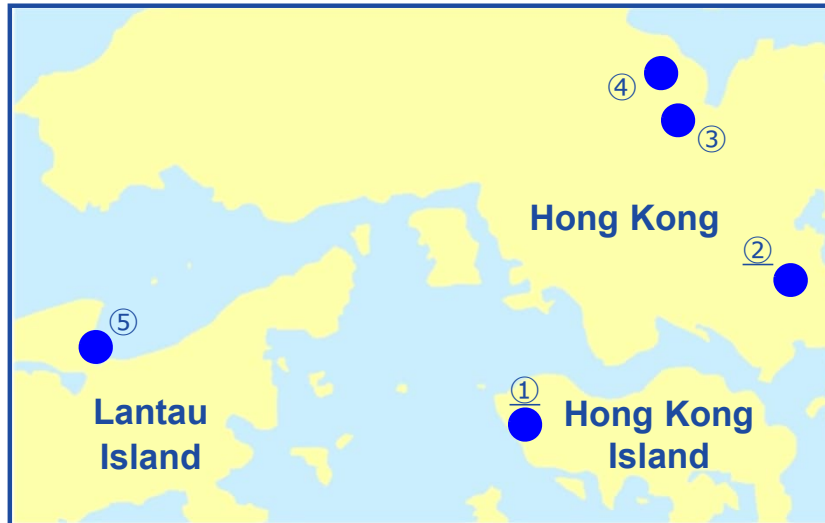 ④
③
Hong Kong
②
⑤
①
Lantau
Island
Hong Kong
Island